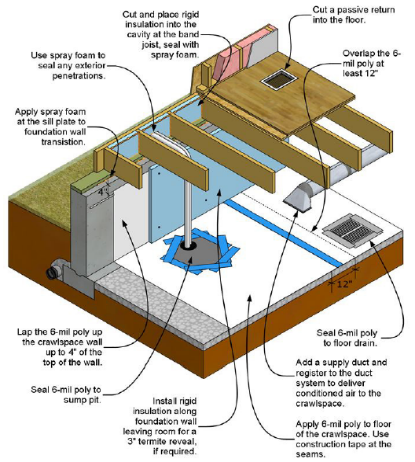 Cut and place rigid
insulation into the
cavity at the band
joist, seal with
spray foam.
Cut a passive return
into the floor.
Use spray foam to
seal any exterior
penetrations.
Overlap the 6-
mil poly at
least 12"
Apply spray foam
at the sill plate to
foundation wall
transistion.
4"
12"
Lap the 6-mil poly up
the crawlspace wall
up to 4" of the
top of the wall.
Seal 6-mil poly to
sump pit.
Install rigid
insulation along
foundation wall
leaving room for a
3" termite reveal,
if required.
Seal 6-mil poly
to floor drain.
Add a supply duct and
register to the duct
system to deliver
conditioned air to the
crawlspace.
Apply 6-mil poly to floor
of the crawlspace. Use
construction tape at the
seams.